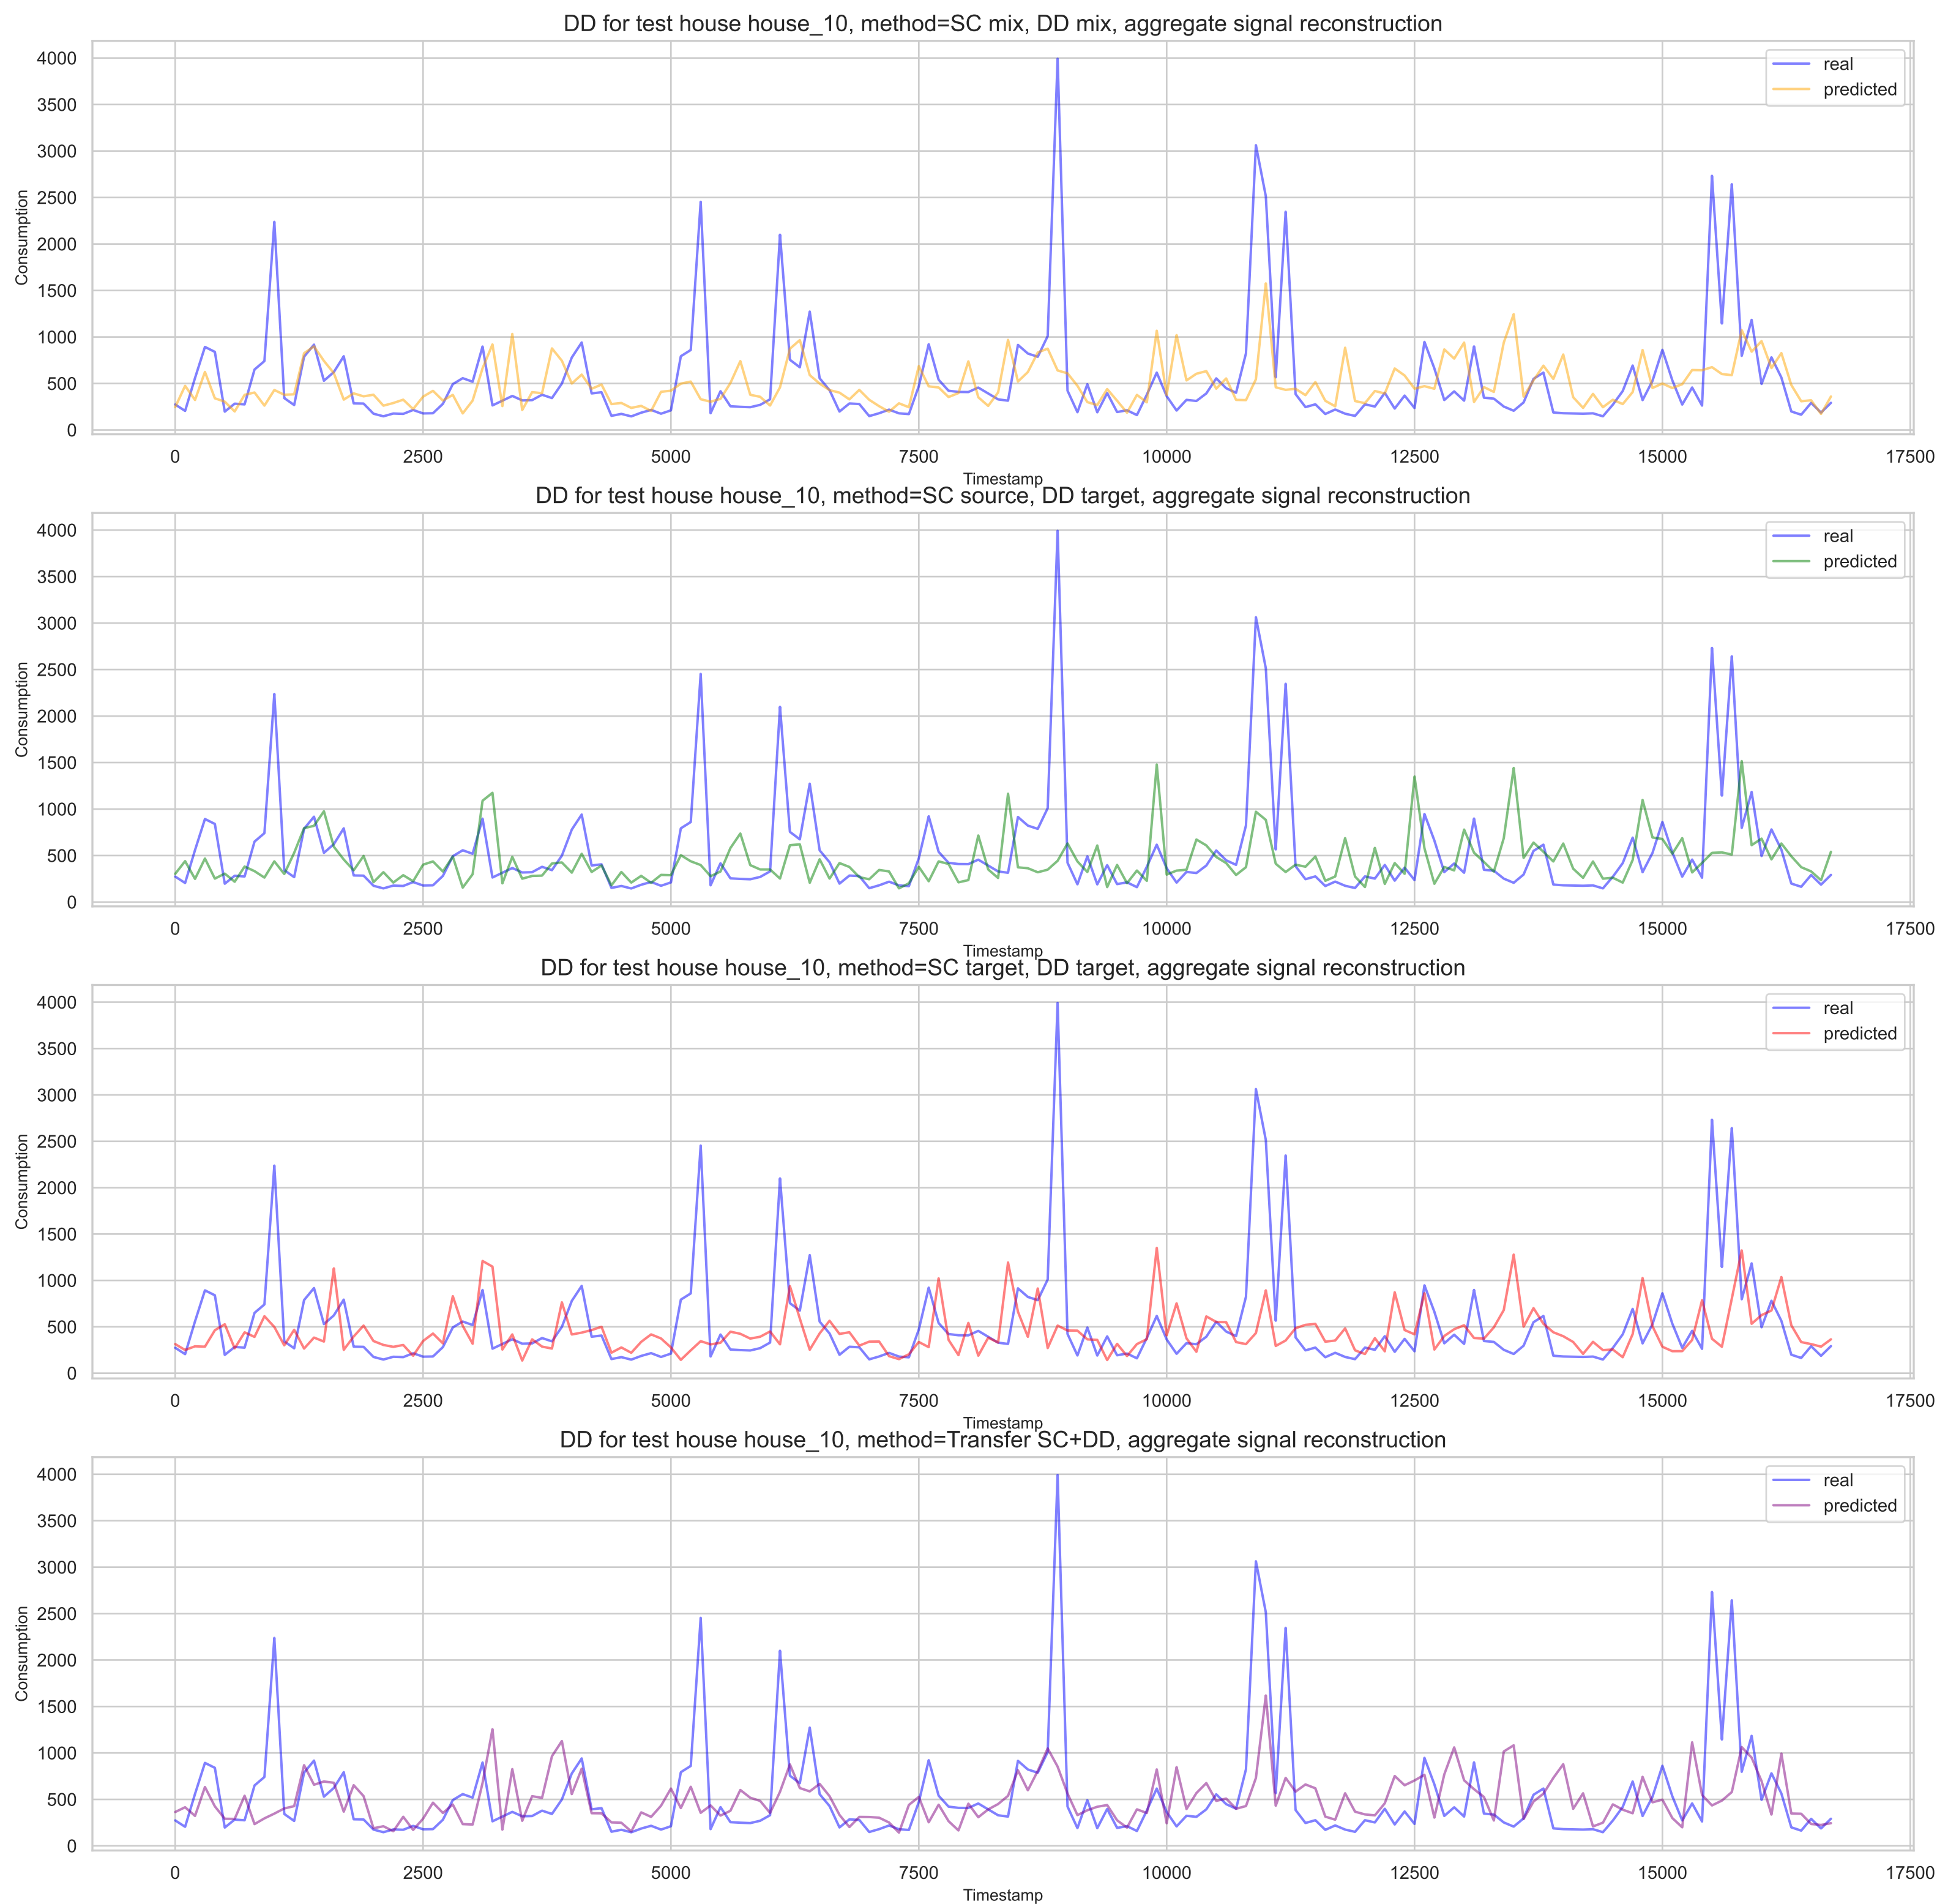 DD for test house house_10, method=SC mix, DD mix, aggregate signal reconstruction
real
predicted
4000
3500
3000
2500
2000
1500
1000
500
0
Consumption
0 2500 5000 7500 10000 12500 15000 17500
Timestamp
DD for test house house_10, method=SC source, DD target, aggregate signal reconstruction
real
predicted
4000
3500
3000
2500
2000
1500
1000
500
0
Consumption
0 2500 5000 7500 10000 12500 15000 17500
Timestamp
DD for test house house_10, method=SC target, DD target, aggregate signal reconstruction
real
predicted
4000
3500
3000
2500
2000
1500
1000
500
0
Consumption
0 2500 5000 7500 10000 12500 15000 17500
Timestamp
DD for test house house_10, method=Transfer SC+DD, aggregate signal reconstruction
real
predicted
4000
3500
3000
2500
2000
1500
1000
500
0
Consumption
0 2500 5000 7500 10000 12500 15000 17500
Timestamp